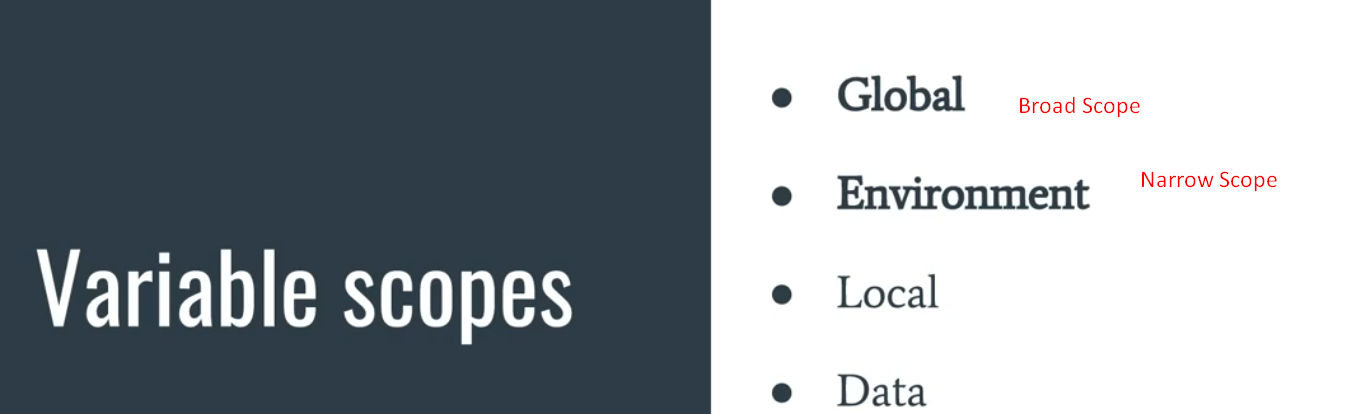 Variable scopes
● Global
Broad Scope
● Environment
Narrow Scope
● Local
● Data